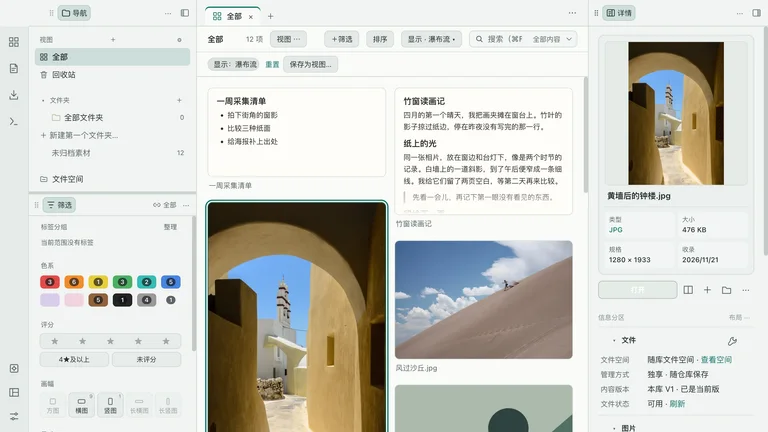 导航
视图
全部
回收站
文件夹
全部文件夹 0
新建第一个文件夹...
未归档素材 12
文件空间
筛选 全部
标签分组 整理
当前范围没有标签
色系
3 6 1 3 2 5
5 1 4 1
评分
4★及以上 未评分
画幅
方图 横图 竖图 长横图 长竖图
全部
全部 12 项 视图 筛选 排序 显示 · 瀑布流 搜索（⌘F 全部内容
显示：瀑布流 重置 保存为视图...
一周采集清单
拍下街角的窗影
比较三种纸面
给海报补上出处
一周采集清单
竹窗读画记
四月的第一个晴天，我把画夹摊在窗台上。竹叶的
影子掠过纸边，停在昨夜没有写完的那一行。
纸上的光
同一张相片，放在窗边和台灯下，像是两个时节的
记录。白墙上的一道斜影，到了午后便窄成一条细
线。我给它们留了两页空白，等第二天再来比较。
先看一会儿，再记下第一眼没有看见的东西。
竹窗读画记
风过沙丘.jpg
详情
黄墙后的钟楼.jpg
类型 大小
JPG 476 KB
规格 收录
1280 × 1933 2026/11/21
打开
信息分区 布局
文件
文件空间 随库文件空间 · 查看空间
管理方式 独享 · 随仓库保存
内容版本 本库 V1 · 已是当前版
文件状态 可用 · 刷新
图片